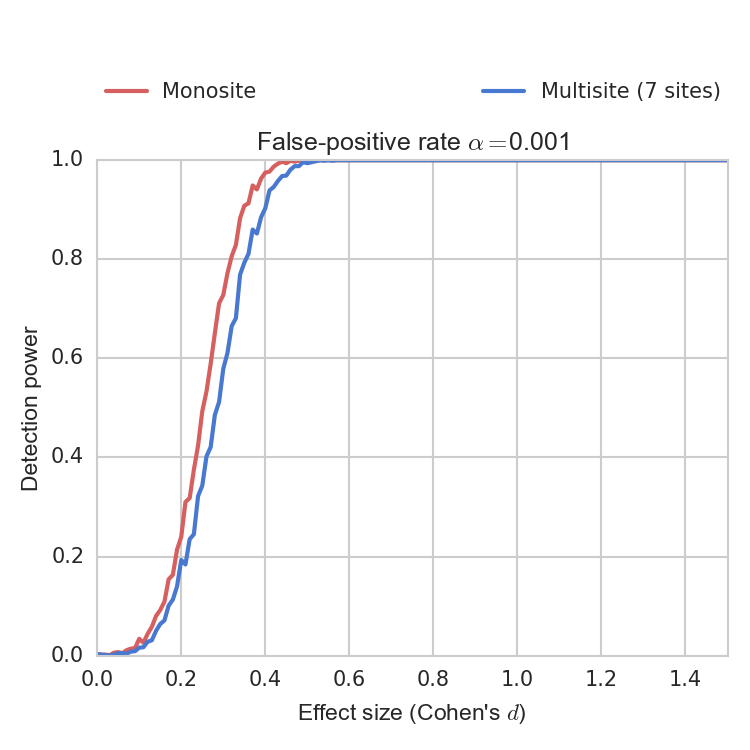 Monosite
Multisite (7 sites)
False-positive rate α=0.001
1.0
0.8
0.6
0.4
0.2
0.0
Detection power
0.0 0.2 0.4 0.6 0.8 1.0 1.2 1.4
Effect size (Cohen's d)